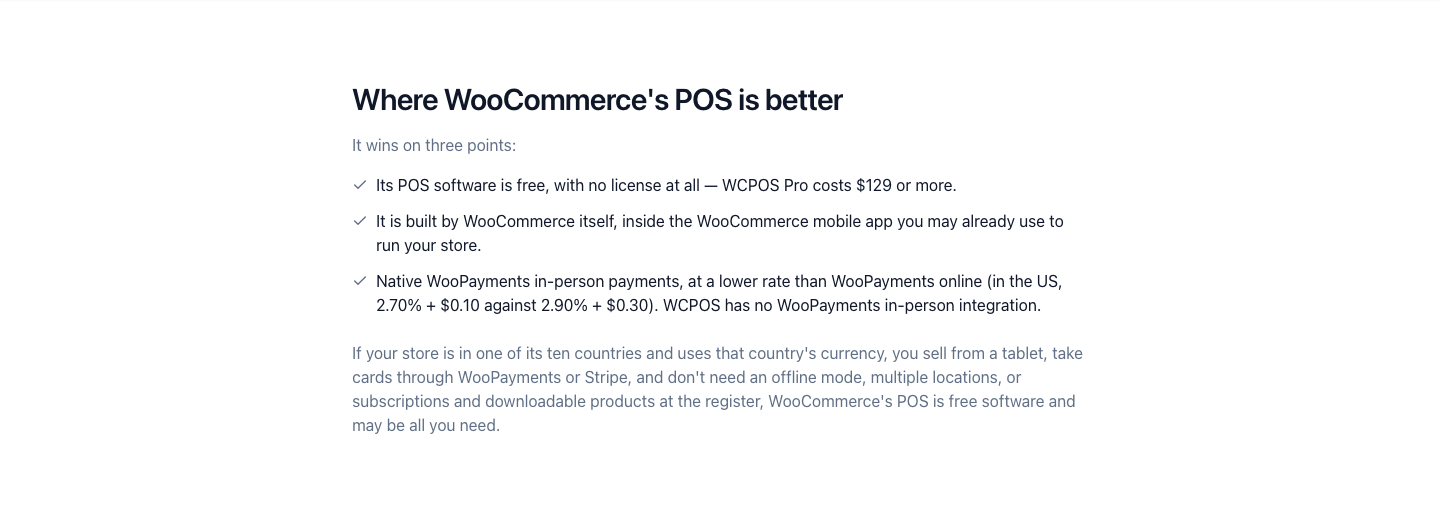 Where WooCommerce's POS is better
It wins on three points:
Its POS software is free, with no license at all — WCPOS Pro costs $129 or more.
It is built by WooCommerce itself, inside the WooCommerce mobile app you may already use to
run your store.
Native WooPayments in-person payments, at a lower rate than WooPayments online (in the US,
2.70% + $0.10 against 2.90% + $0.30). WCPOS has no WooPayments in-person integration.
If your store is in one of its ten countries and uses that country's currency, you sell from a tablet, take
cards through WooPayments or Stripe, and don't need an offline mode, multiple locations, or
subscriptions and downloadable products at the register, WooCommerce's POS is free software and
may be all you need.